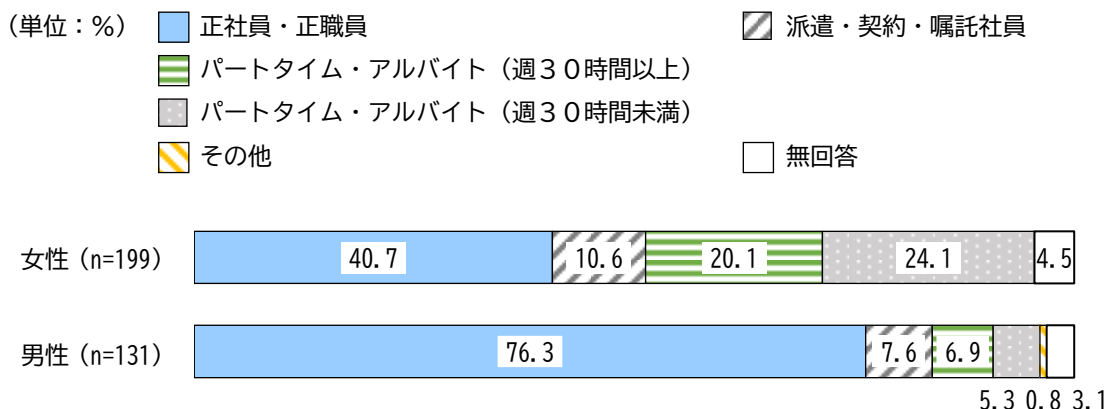 (単位：%) 正社員・正職員 派遣・契約・嘱託社員
パートタイム・アルバイト（週３０時間以上）
パートタイム・アルバイト（週３０時間未満）
その他 無回答
女性 (n=199) 40.7 10.6 20.1 24.1 4.5
男性 (n=131) 76.3 7.6 6.9
5.3 0.8 3.1